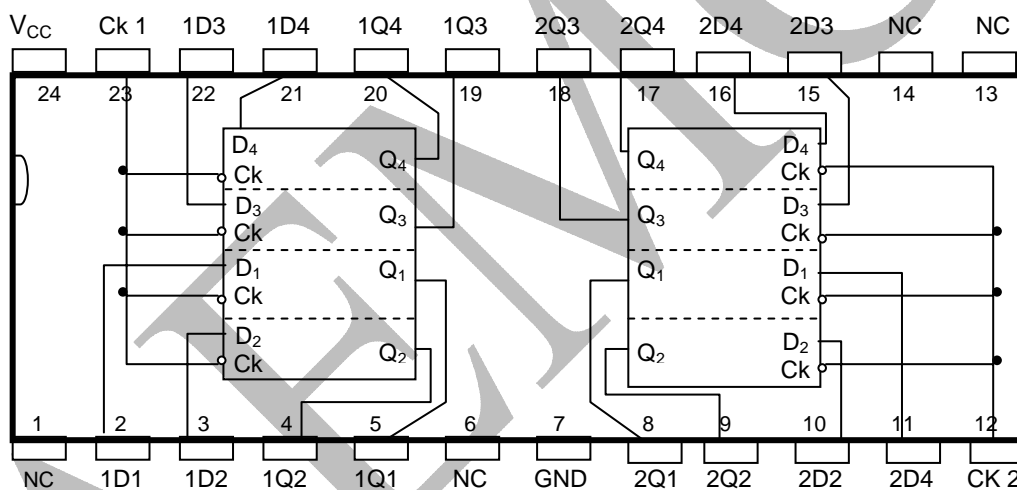 V_CC Ck 1 1D3 1D4 1Q4 1Q3 2Q3 2Q4 2D4 2D3 NC NC
24 23 22 21 20 19 18 17 16 15 14 13
D4 Q4 Q4 D4
Ck Ck
D3 Q3 Q3 D3
Ck Ck
D1 Q1 Q1 D1
Ck Ck
D2 Q2 Q2 D2
Ck Ck
1 2 3 4 5 6 7 8 9 10 11 12
NC 1D1 1D2 1Q2 1Q1 NC GND 2Q1 2Q2 2D2 2D4 CK 2